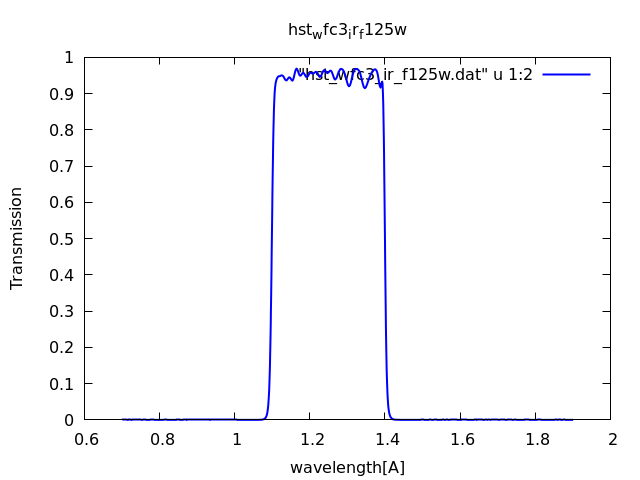 hst_wfc3_ir_f125w
1
0.9
0.8
0.7
0.6
0.5
0.4
0.3
0.2
0.1
0
Transmission
"hst_wfc3_ir_f125w.dat" u 1:2
0.6 0.8 1 1.2 1.4 1.6 1.8 2
wavelength[A]